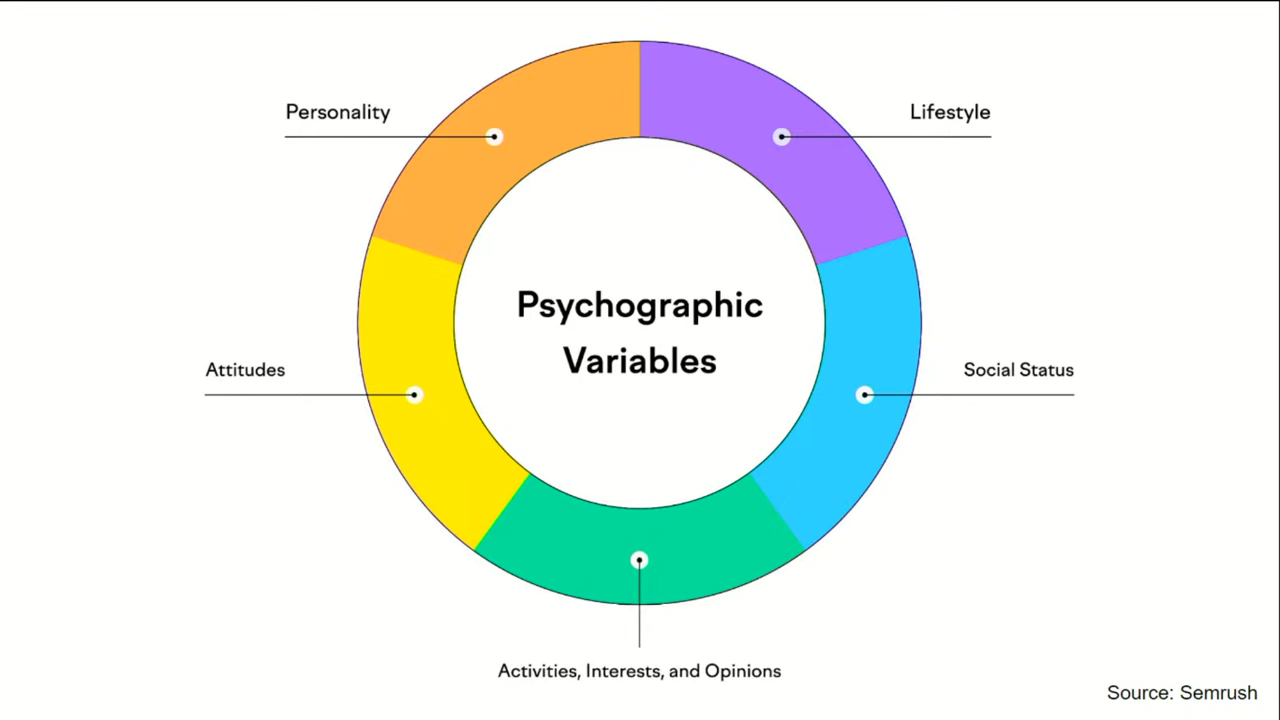 Personality
Lifestyle
Psychographic
Variables
Attitudes
Social Status
Activities, Interests, and Opinions
Source: Semrush